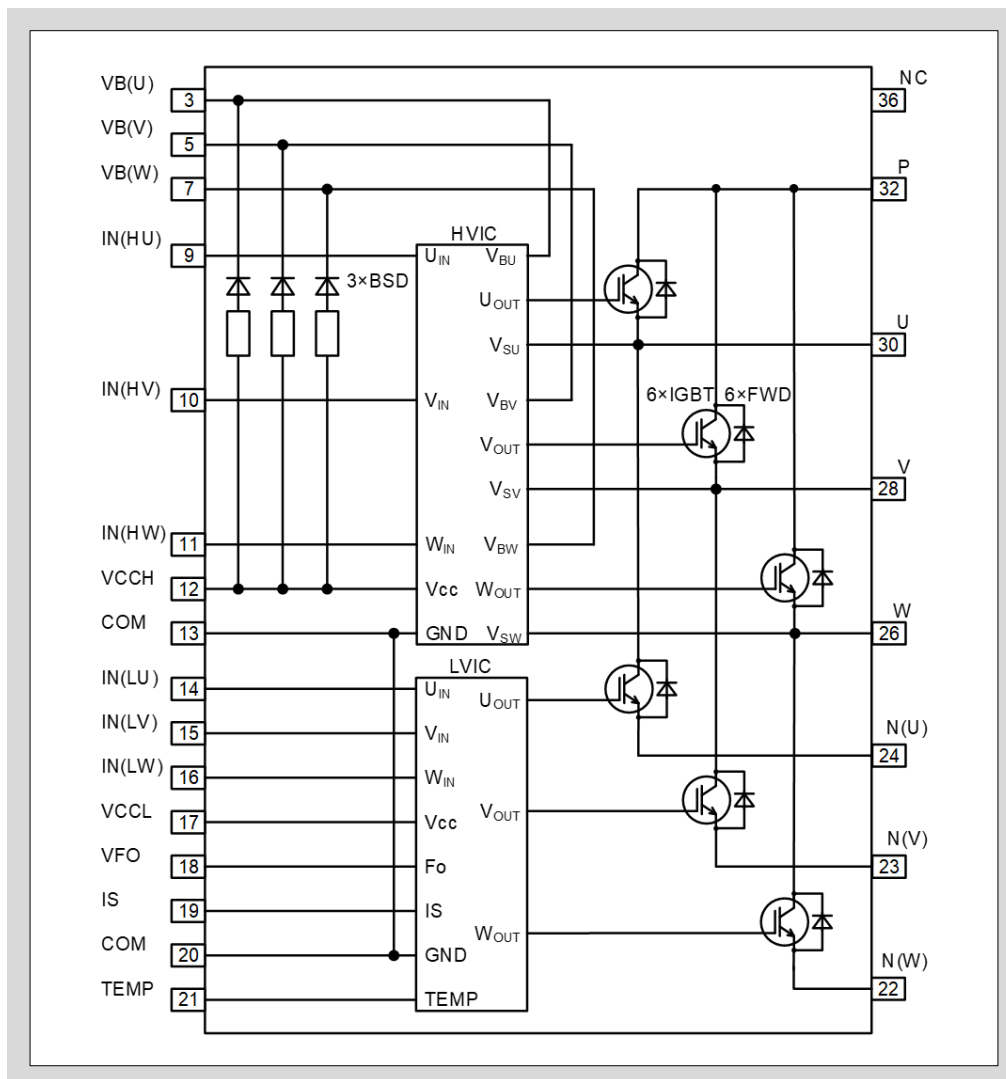 VB(U)
3
VB(V)
5
VB(W)
7
IN(HU)
9
IN(HV)
10
IN(HW)
11
VCCH
12
COM
13
IN(LU)
14
IN(LV)
15
IN(LW)
16
VCCL
17
VFO
18
IS
19
COM
20
TEMP
21
3×BSD
HVIC
UIN
VIN
WIN
Vcc
GND
VBU
UOUT
VSU
VBV
VOUT
VSV
VBW
WOUT
VSW
LVIC
UIN
VIN
WIN
Vcc
Fo
IS
GND
TEMP
UOUT
VOUT
WOUT
6×IGBT 6×FWD
NC
36
P
32
U
30
V
28
W
26
N(U)
24
N(V)
23
N(W)
22